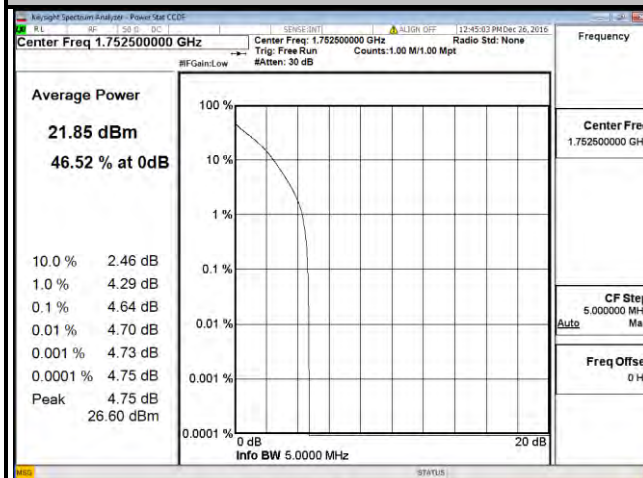 Keysight Spectrum Analyzer - Power Stat CCDF
RL RF 50 Ω DC SENSE:INT ALIGN OFF 12:45:03 PM Dec 26, 2016
Center Freq 1.752500000 GHz
Center Freq: 1.752500000 GHz Radio Std: None
Trig: Free Run Counts:1.00 M/1.00 Mpt
#IFGain:Low #Atten: 30 dB
Frequency
Average Power
21.85 dBm
46.52 % at 0dB
10.0 % 2.46 dB
1.0 % 4.29 dB
0.1 % 4.64 dB
0.01 % 4.70 dB
0.001 % 4.73 dB
0.0001 % 4.75 dB
Peak 4.75 dB
26.60 dBm
100 %
10 %
1 %
0.1 %
0.01 %
0.001 %
0.0001 %
0 dB 20 dB
Info BW 5.0000 MHz
Center Fre
1.752500000 GH
CF Step
5.000000 MH
Auto Ma
Freq Offse
0 H
MSG STATUS